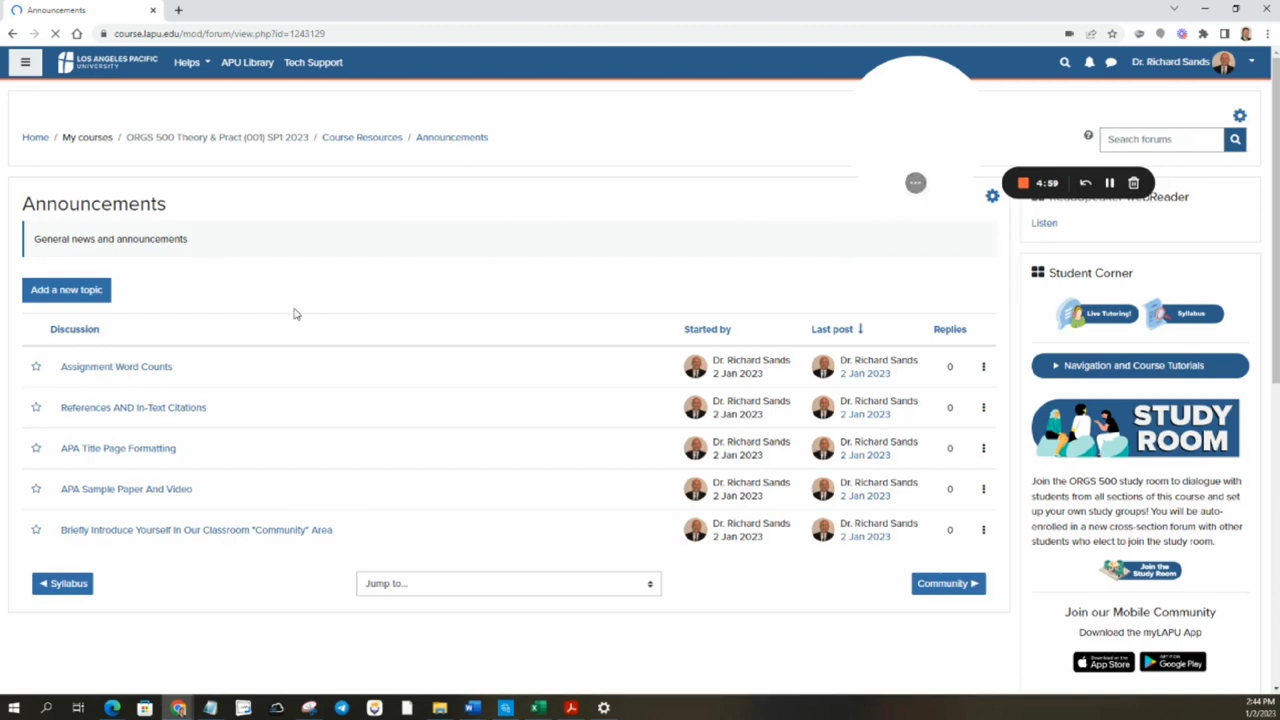 Announcements
course.lapu.edu/mod/forum/view.php?id=1243129
LOS ANGELES PACIFIC
UNIVERSITY
Helps
APU Library
Tech Support
Dr. Richard Sands
Home / My courses / ORGS 500 Theory & Pract (001) SP1 2023 / Course Resources / Announcements
Search forums
4:59
Announcements
General news and announcements
Add a new topic
Discussion
Started by
Last post
Replies
Assignment Word Counts
Dr. Richard Sands
2 Jan 2023
Dr. Richard Sands
2 Jan 2023
0
References AND In-Text Citations
Dr. Richard Sands
2 Jan 2023
Dr. Richard Sands
2 Jan 2023
0
APA Title Page Formatting
Dr. Richard Sands
2 Jan 2023
Dr. Richard Sands
2 Jan 2023
0
APA Sample Paper And Video
Dr. Richard Sands
2 Jan 2023
Dr. Richard Sands
2 Jan 2023
0
Briefly Introduce Yourself In Our Classroom "Community" Area
Dr. Richard Sands
2 Jan 2023
Dr. Richard Sands
2 Jan 2023
0
Syllabus
Jump to...
Community
ReadSpeaker webReader
Listen
Student Corner
Live Tutoring!
Syllabus
Navigation and Course Tutorials
STUDY
ROOM
Join the ORGS 500 study room to dialogue with
students from all sections of this course and set
up your own study groups! You will be auto-
enrolled in a new cross-section forum with other
students who elect to join the study room.
Join the
Study Room
Join our Mobile Community
Download the myLAPU App
Download on the
App Store
GET IT ON
Google Play
2:44 PM
1/2/2023